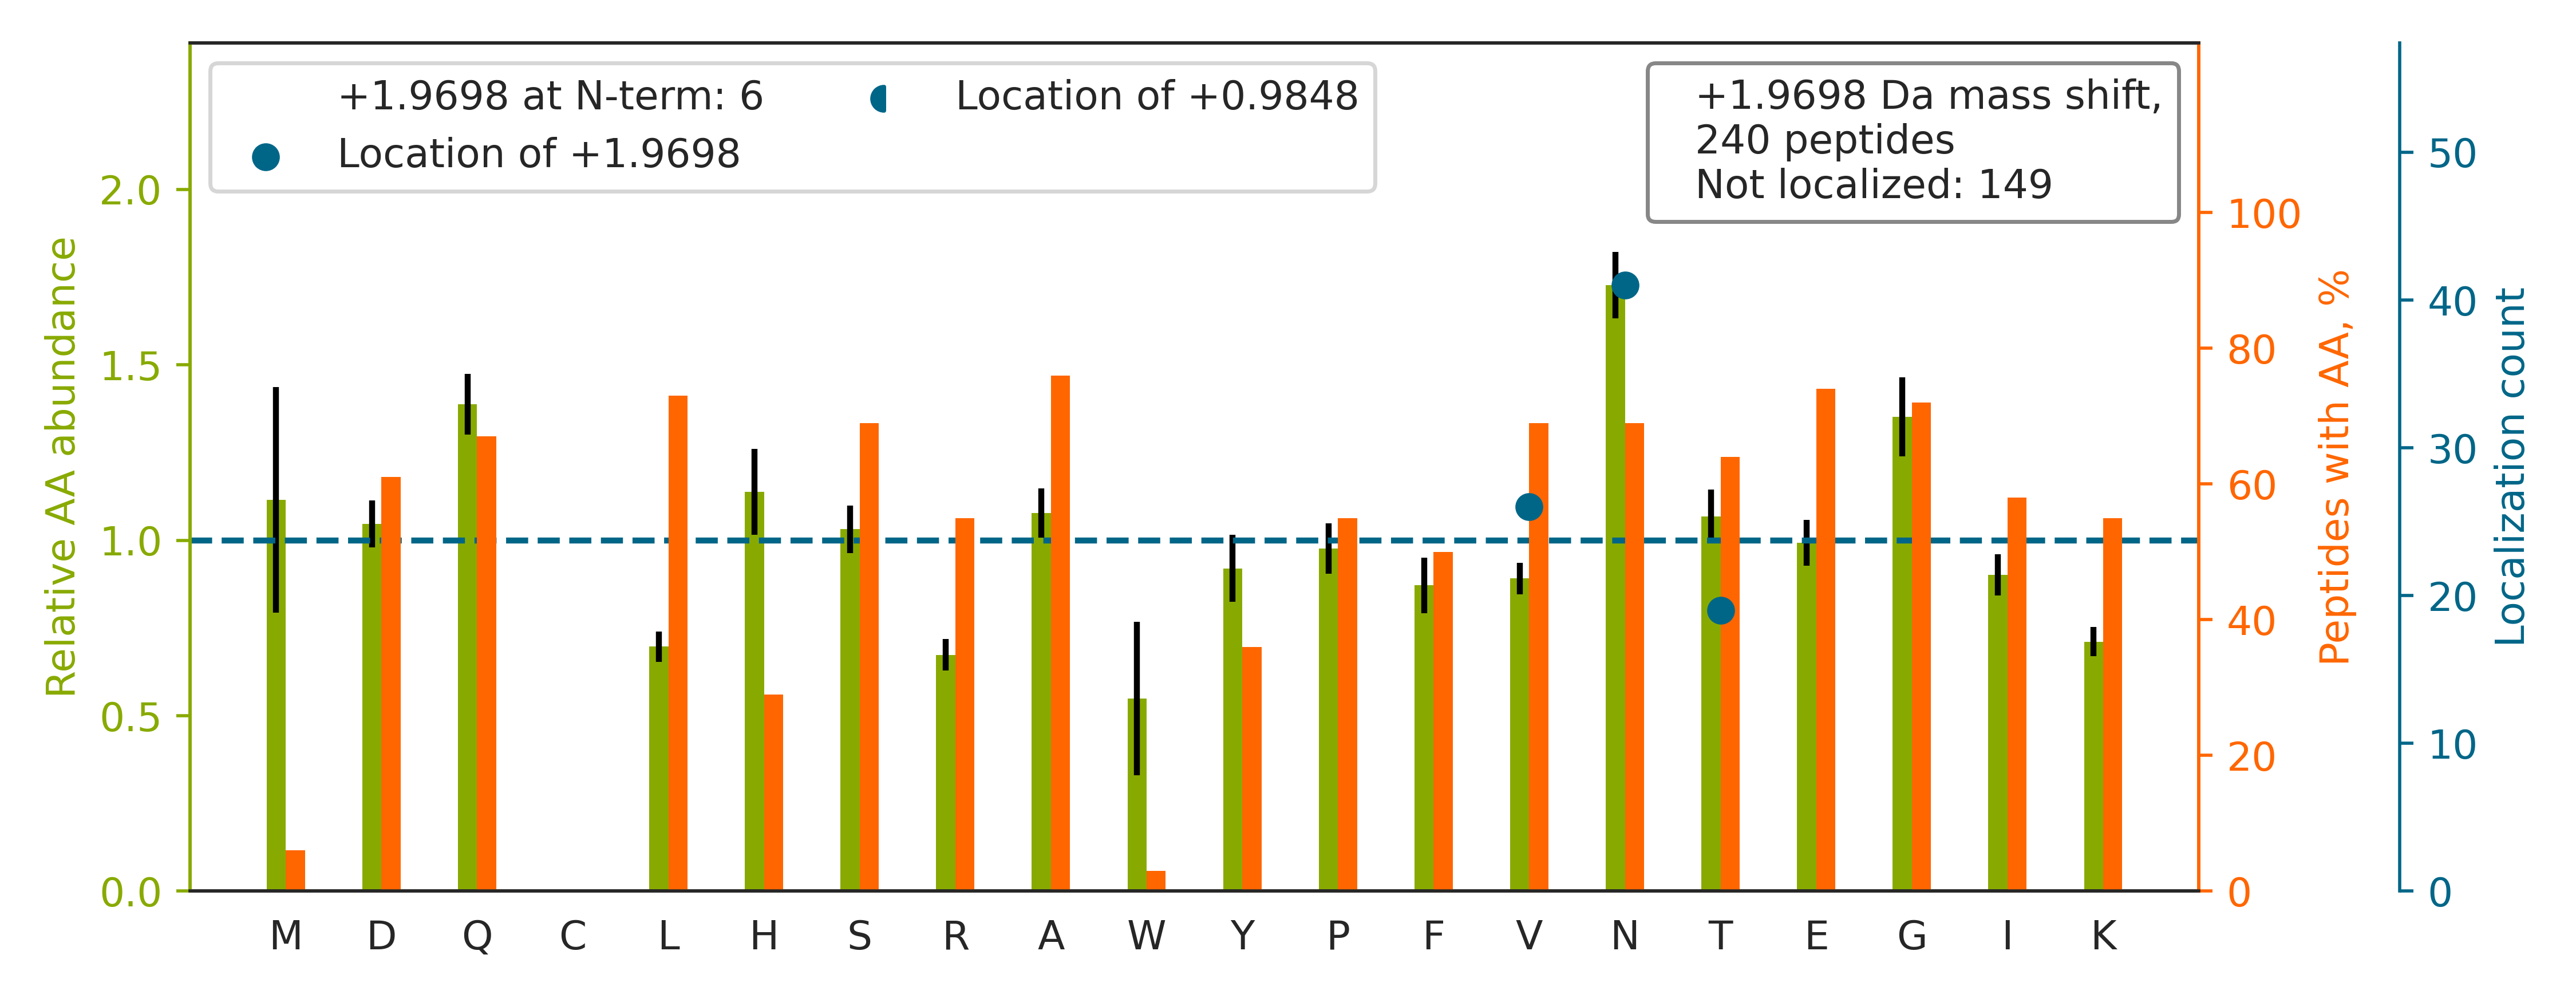 +1.9698 at N-term: 6
Location of +1.9698
Location of +0.9848
+1.9698 Da mass shift,
240 peptides
Not localized: 149
Relative AA abundance
2.0
1.5
1.0
0.5
0.0
M D Q C L H S R A W Y P F V N T E G I K
100
80
60
40
20
0
Peptides with AA, %
50
40
30
20
10
0
Localization count